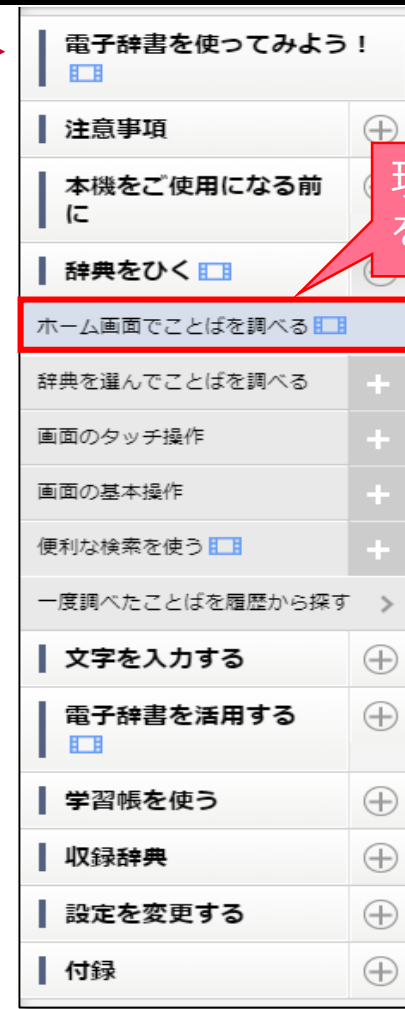 電子辞書を使ってみよう！
注意事項
本機をご使用になる前
に
辞典をひく
ホーム画面でことばを調べる
辞典を選んでことばを調べる
画面のタッチ操作
画面の基本操作
便利な検索を使う
一度調べたことばを履歴から探す
文字を入力する
電子辞書を活用する
学習帳を使う
収録辞典
設定を変更する
付録